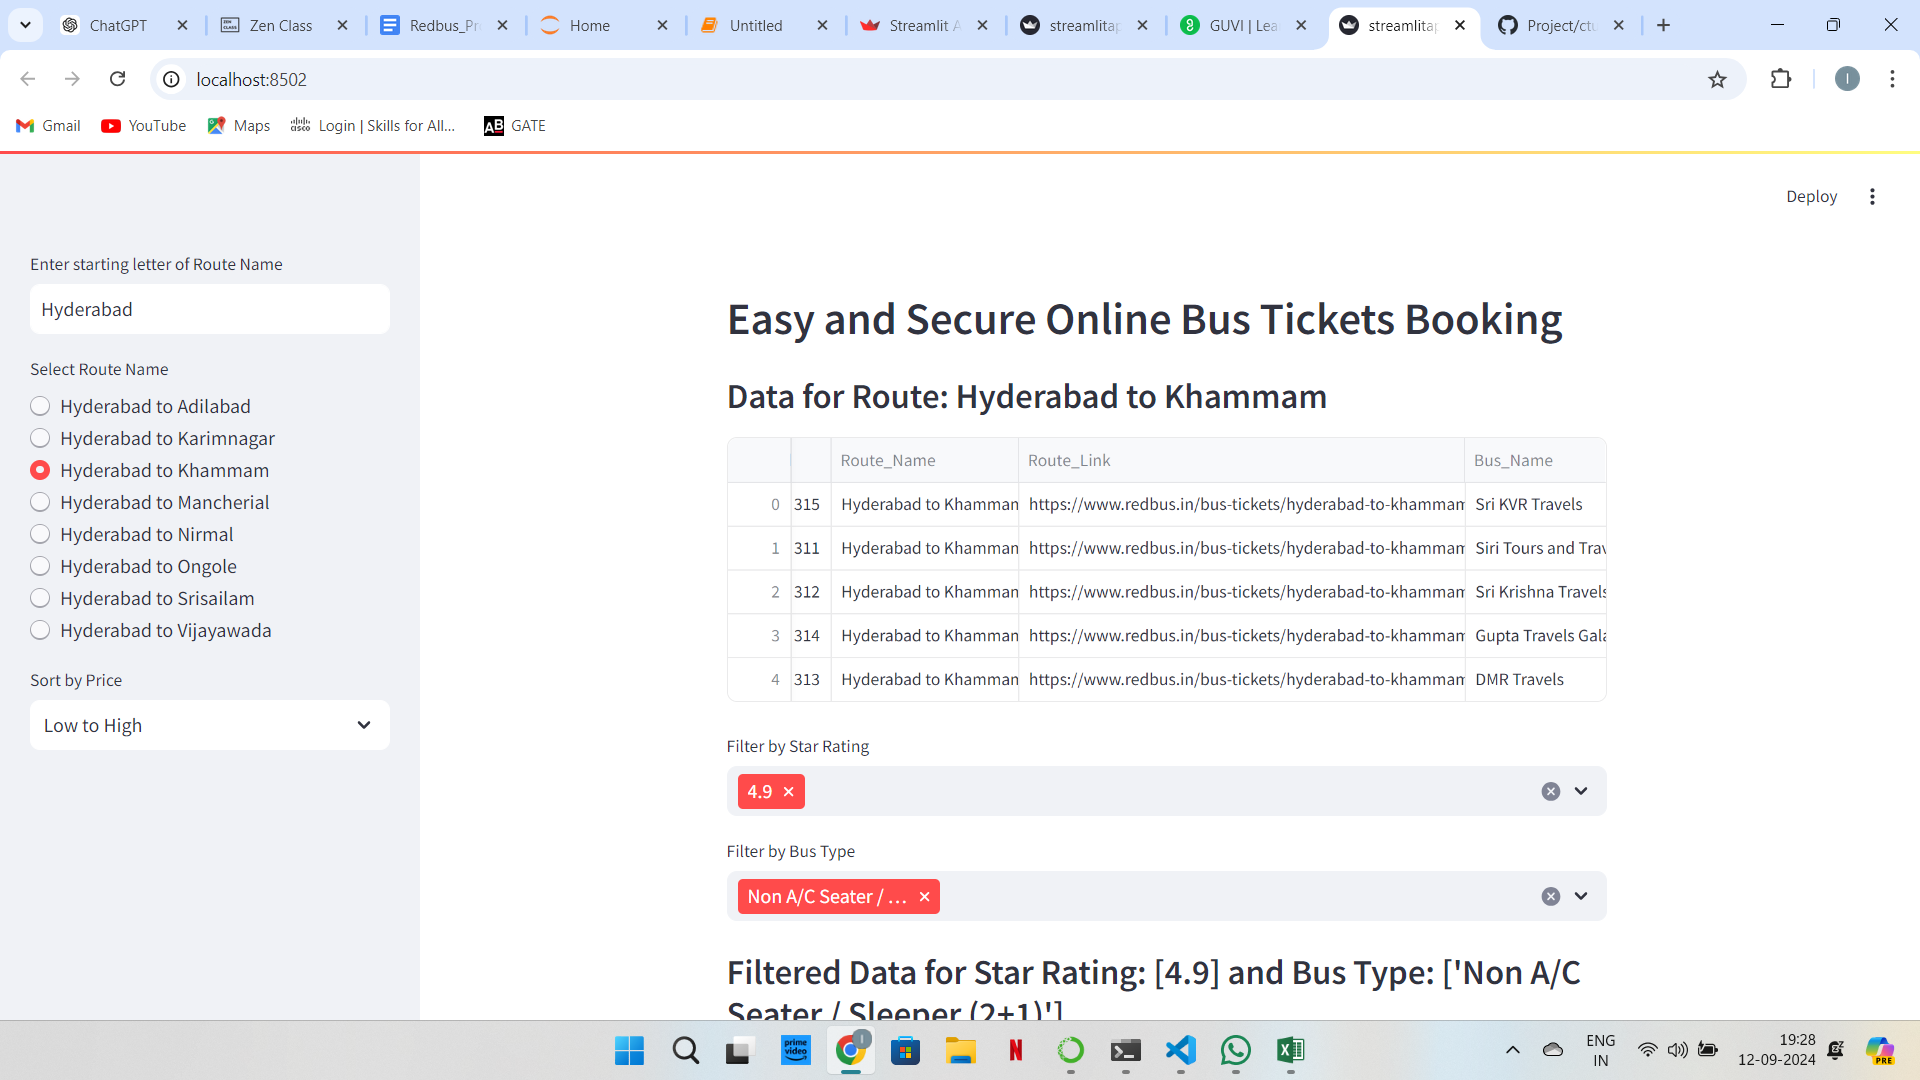 ChatGPT
Zen Class
Redbus_Pr
Home
Untitled
Streamlit A
streamlitap
GUVI | Lea
streamlitap
Project/ctu
localhost:8502
Gmail
YouTube
Maps
Login | Skills for All...
GATE
Deploy
Enter starting letter of Route Name
Hyderabad
Select Route Name
Hyderabad to Adilabad
Hyderabad to Karimnagar
Hyderabad to Khammam
Hyderabad to Mancherial
Hyderabad to Nirmal
Hyderabad to Ongole
Hyderabad to Srisailam
Hyderabad to Vijayawada
Sort by Price
Low to High
Easy and Secure Online Bus Tickets Booking
Data for Route: Hyderabad to Khammam
Route_Name Route_Link Bus_Name
0 315 Hyderabad to Khammam https://www.redbus.in/bus-tickets/hyderabad-to-khammam Sri KVR Travels
1 311 Hyderabad to Khammam https://www.redbus.in/bus-tickets/hyderabad-to-khammam Siri Tours and Trav
2 312 Hyderabad to Khammam https://www.redbus.in/bus-tickets/hyderabad-to-khammam Sri Krishna Travels
3 314 Hyderabad to Khammam https://www.redbus.in/bus-tickets/hyderabad-to-khammam Gupta Travels Gala
4 313 Hyderabad to Khammam https://www.redbus.in/bus-tickets/hyderabad-to-khammam DMR Travels
Filter by Star Rating
4.9
Filter by Bus Type
Non A/C Seater / ...
Filtered Data for Star Rating: [4.9] and Bus Type: ['Non A/C
Seater / Sleeper (2+1)']
prime video
N
ENG
IN
19:28
12-09-2024
PRE